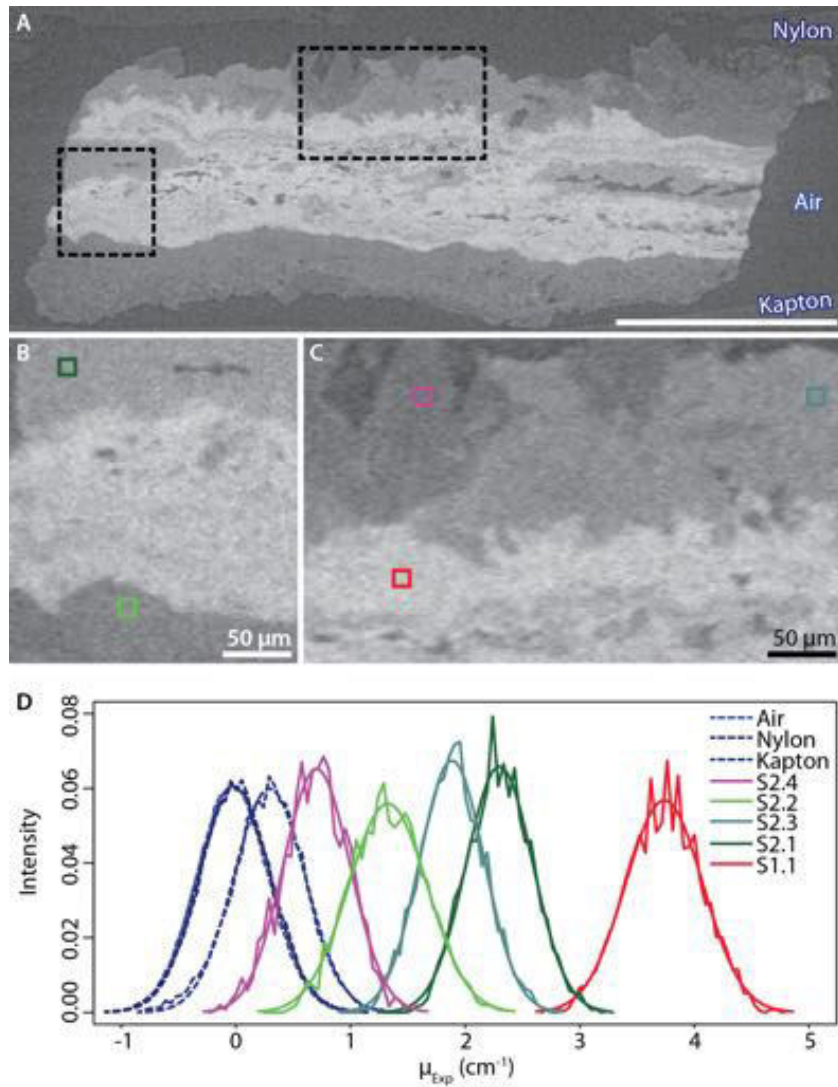 A
Nylon
Air
Kapton
B
50 µm
C
50 µm
D
0.08
0.06
0.04
0.02
0.00
Intensity
Air
Nylon
Kapton
S2.4
S2.2
S2.3
S2.1
S1.1
-1 0 1 2 3 4 5
µExp (cm-1)